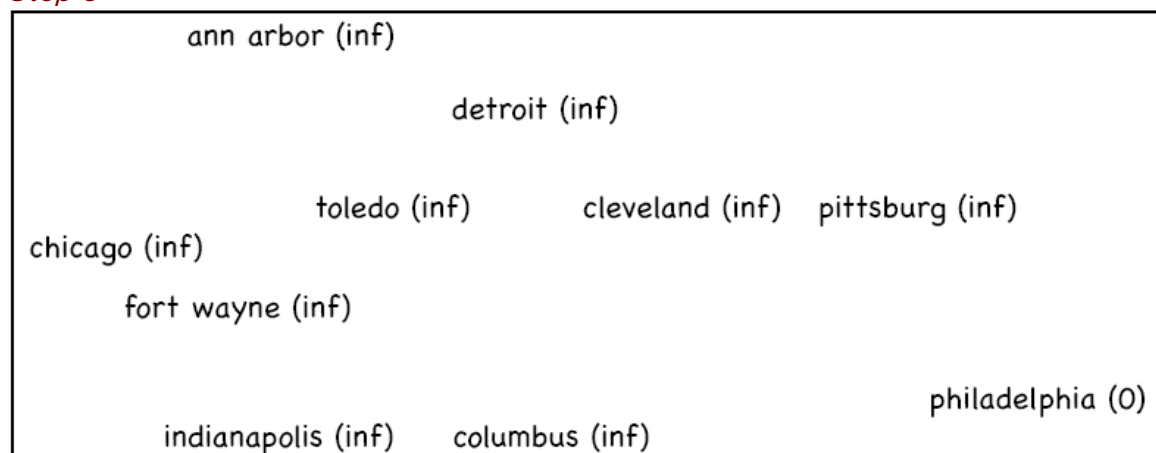 ann arbor (inf)
detroit (inf)
toledo (inf) cleveland (inf) pittsburg (inf)
chicago (inf)
fort wayne (inf)
philadelphia (0)
indianapolis (inf) columbus (inf)